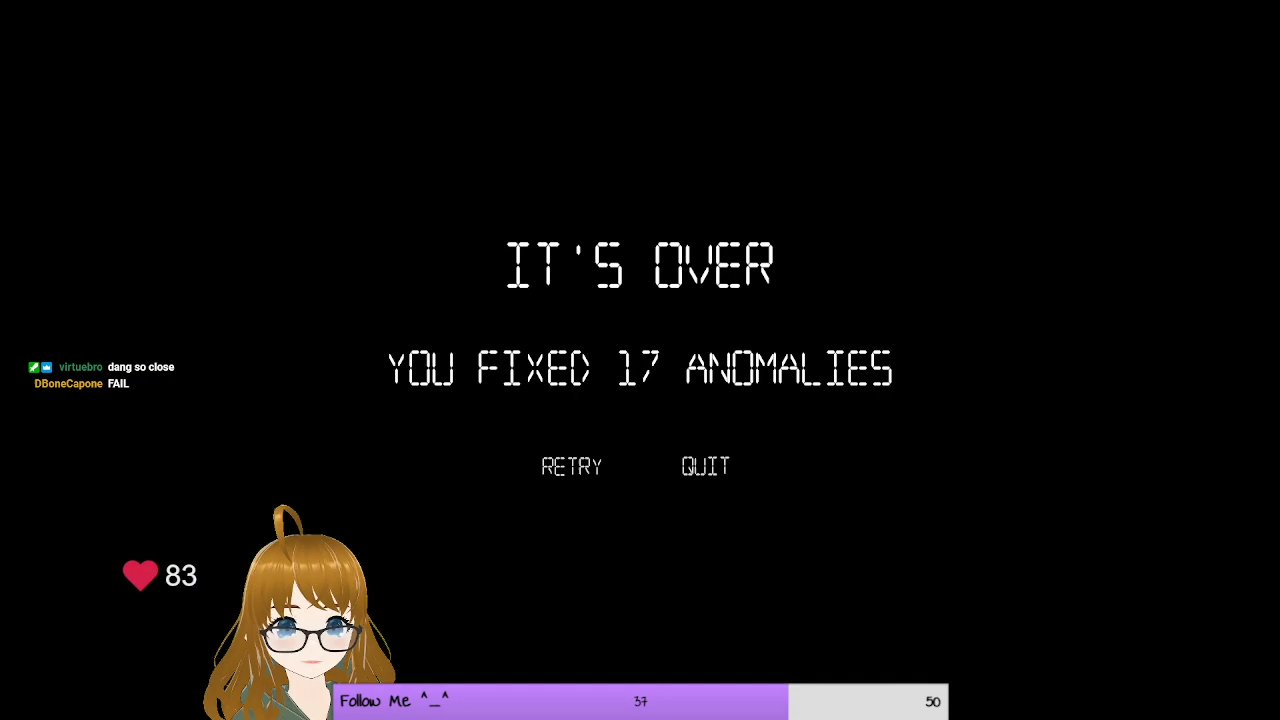 IT'S OVER
YOU FIXED 17 ANOMALIES
virtuebro dang so close
DBoneCapone FAIL
RETRY QUIT
83
Follow Me ^_^ 37 50